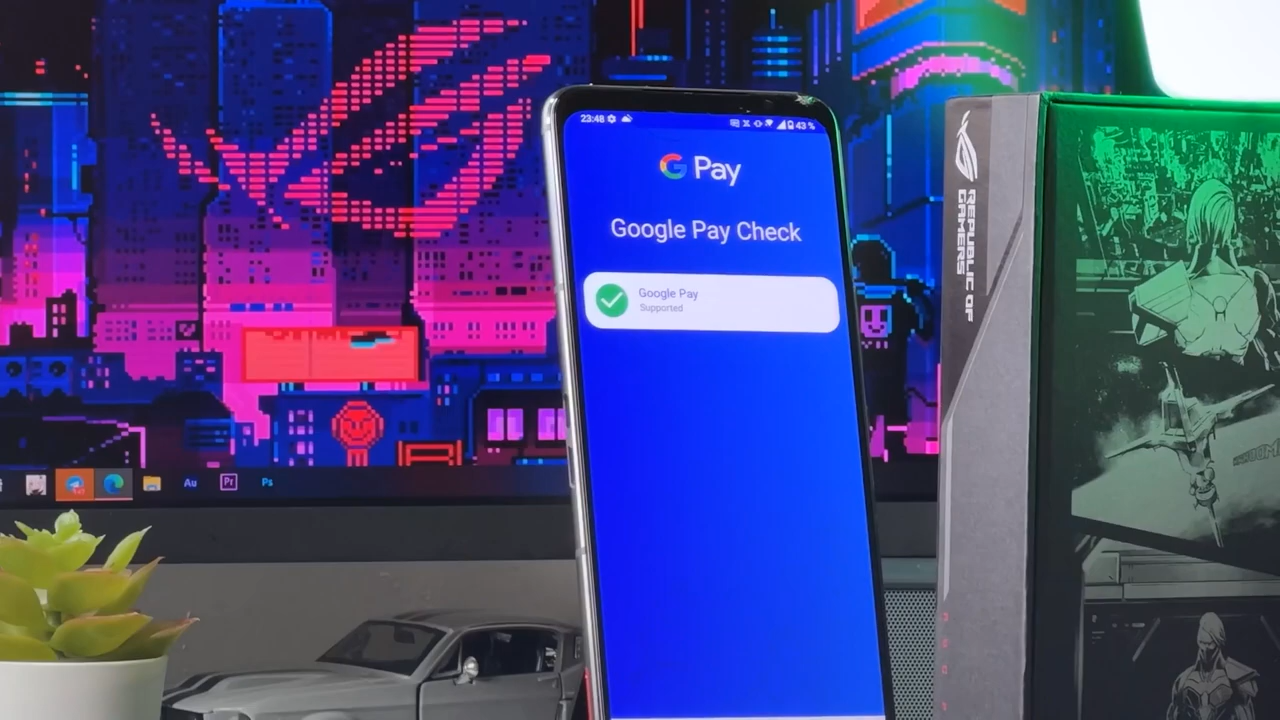 23:48
43 %
G Pay
Google Pay Check
Google Pay
Supported
REPUBLIC OF
GAMERS
Au
Pr
Ps